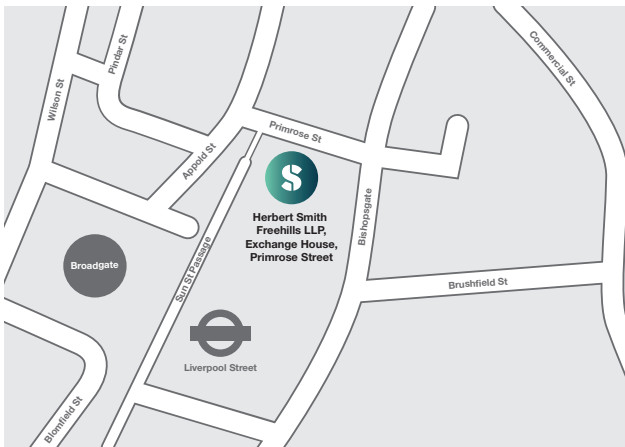 Commercial St
Pindar St
Wilson St
Primrose St
Appold St
S
Herbert Smith
Freehills LLP,
Exchange House,
Primrose Street
Bishopsgate
Broadgate
Sun St Passage
Brushfield St
Liverpool Street
Blomfield St